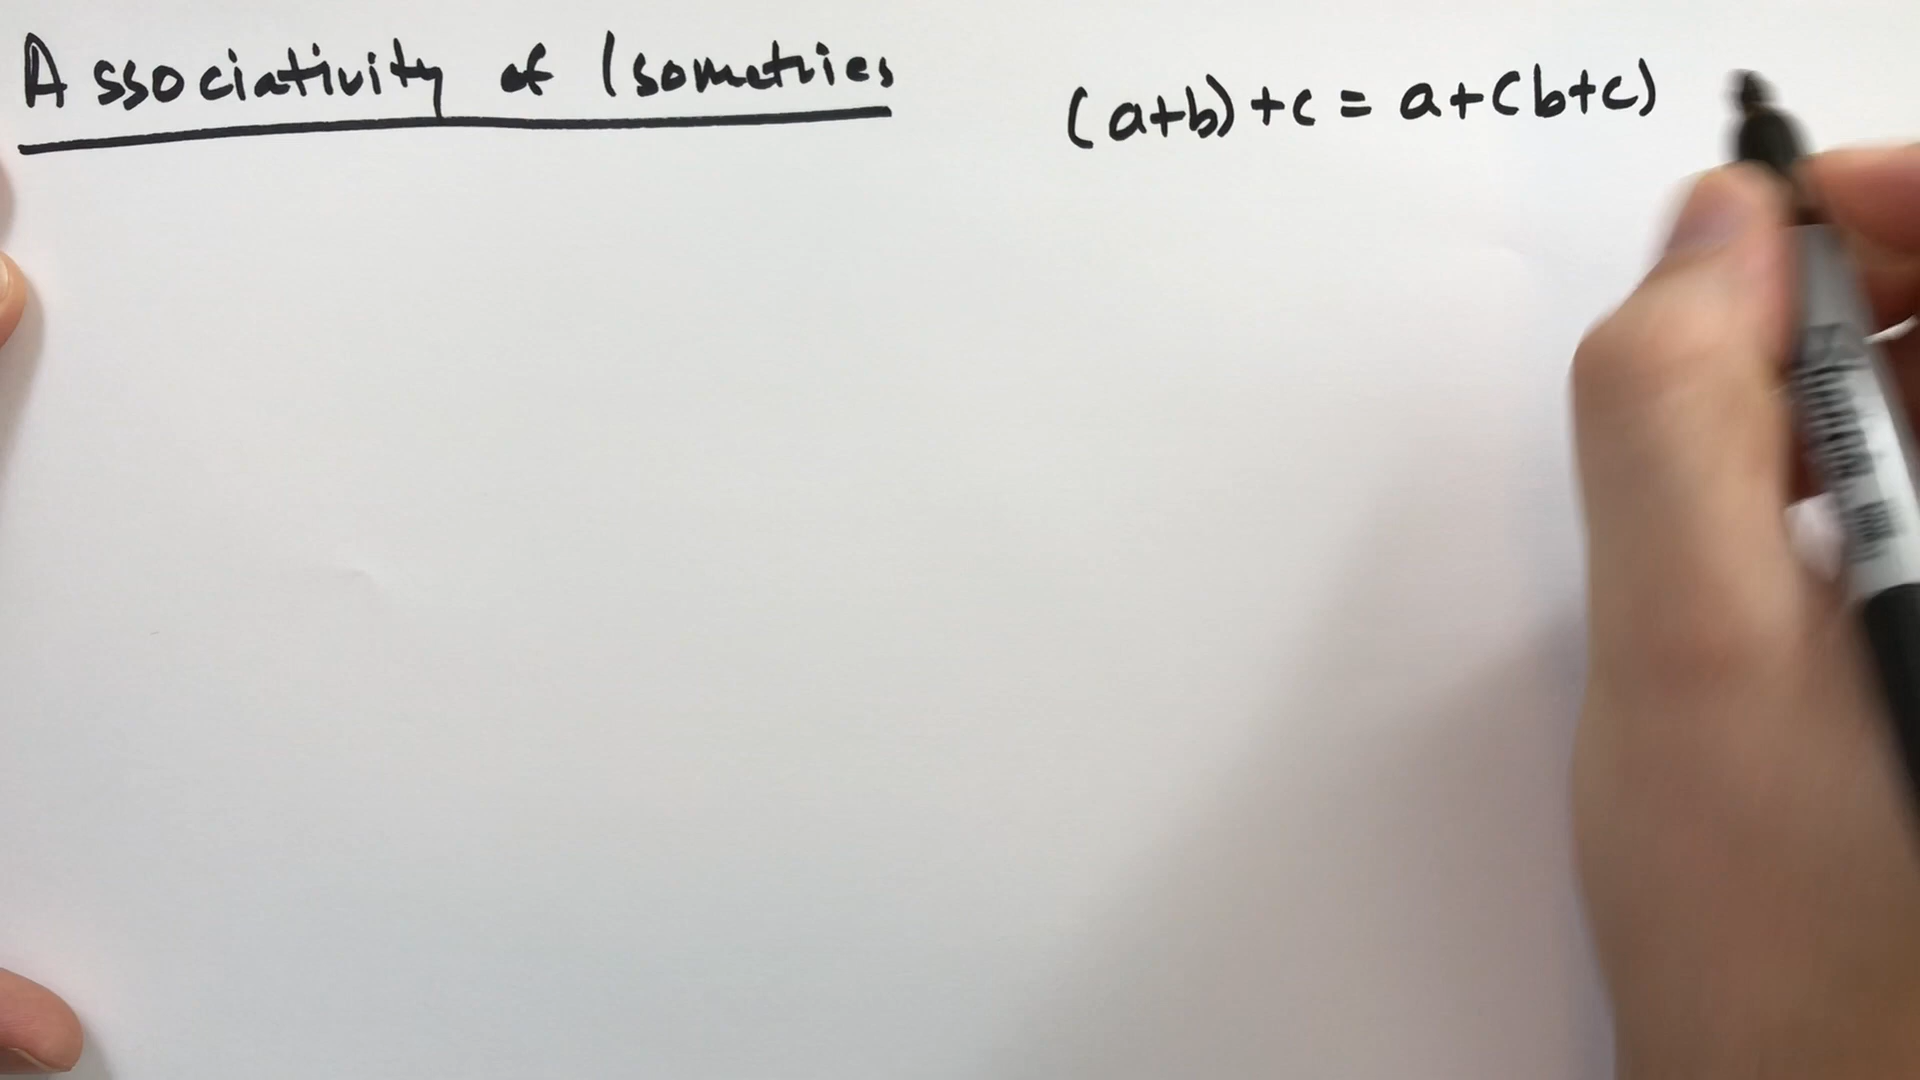 Associativity of Isometries
(a+b)+c = a+(b+c)